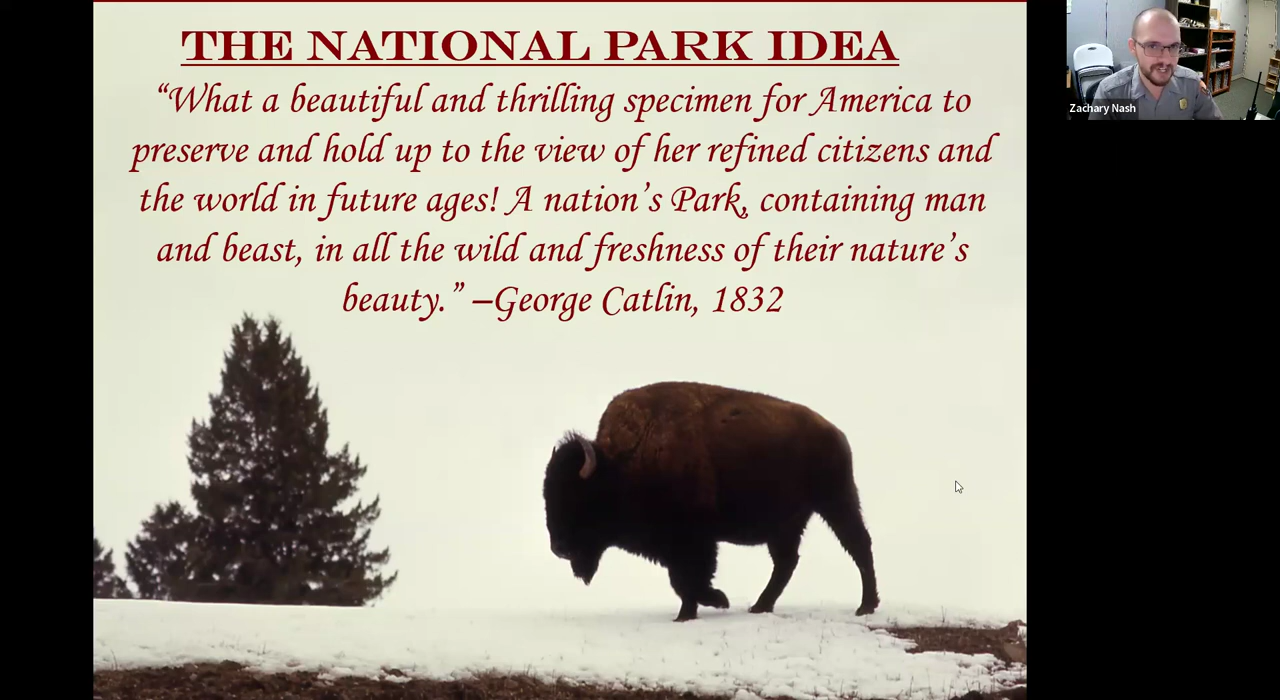 THE NATIONAL PARK IDEA
“What a beautiful and thrilling specimen for America to
preserve and hold up to the view of her refined citizens and
the world in future ages! A nation’s Park, containing man
and beast, in all the wild and freshness of their nature’s
beauty.” –George Catlin, 1832
Zachary Nash